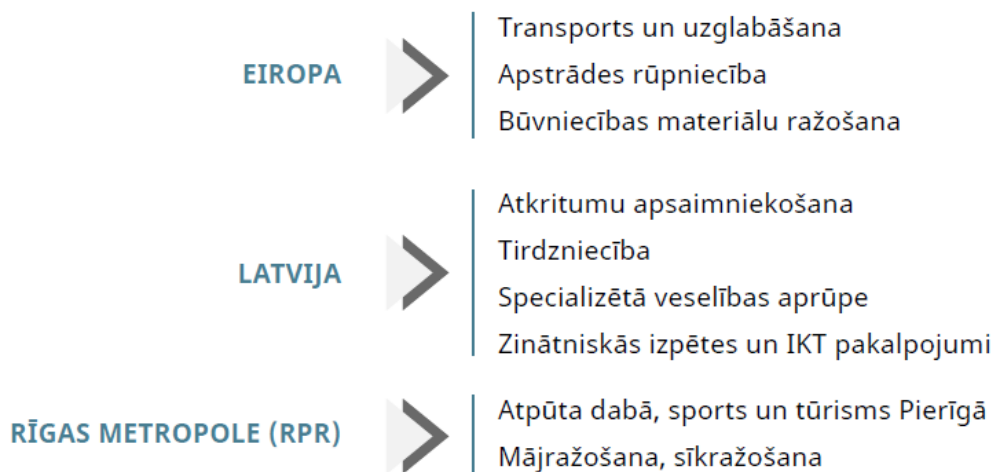 EIROPA
Transports un uzglabāšana
Apstrādes rūpniecība
Būvniecības materiālu ražošana
LATVIJA
Atkritumu apsaimniekošana
Tirdzniecība
Specializētā veselības aprūpe
Zinātniskās izpētes un IKT pakalpojumi
RĪGAS METROPOLE (RPR)
Atpūta dabā, sports un tūrisms Pierīgā
Mājražošana, sīkražošana